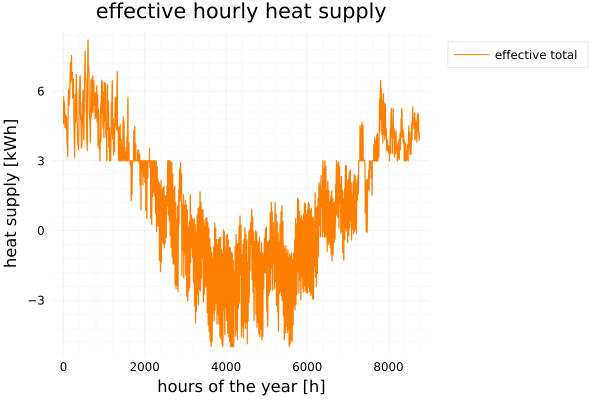 effective hourly heat supply
effective total
heat supply [kWh]
6
3
0
−3
0 2000 4000 6000 8000
hours of the year [h]